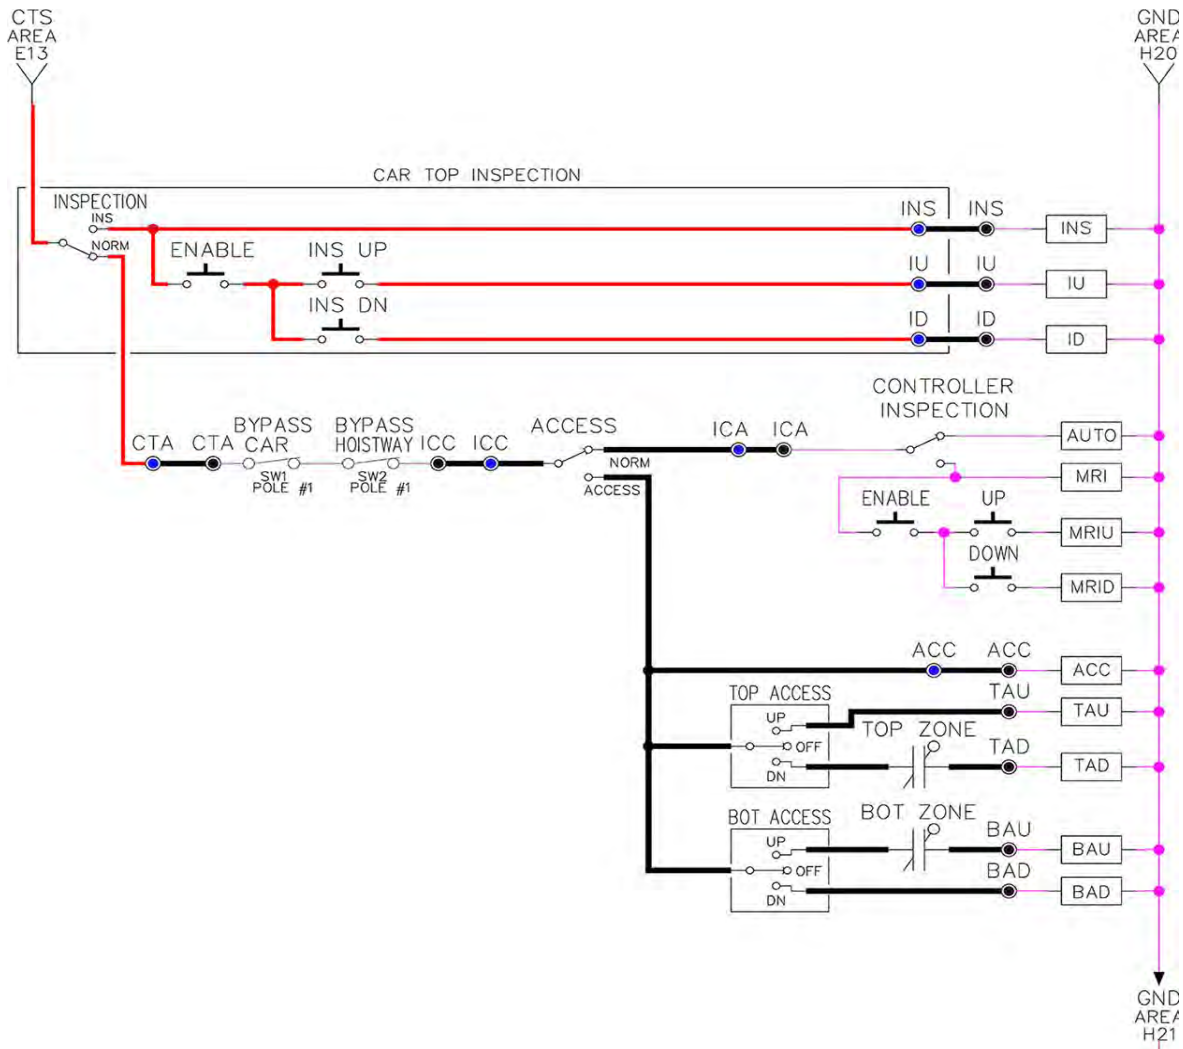 CTS
AREA
E13
GND
AREA
H20
CAR TOP INSPECTION
INSPECTION
INS
NORM
INS INS
INS
ENABLE
INS UP
IU IU
IU
INS DN
ID ID
ID
CONTROLLER
INSPECTION
CTA CTA
BYPASS
CAR
SW1
POLE #1
BYPASS
HOISTWAY
SW2
POLE #1
ICC ICC
ACCESS
NORM
ACCESS
ICA ICA
AUTO
MRI
ENABLE
UP
MRIU
DOWN
MRID
ACC ACC
ACC
TOP ACCESS
UP
OFF
DN
TAU
TAU
TOP ZONE
TAD
TAD
BOT ACCESS
UP
OFF
DN
BOT ZONE
BAU
BAU
BAD
BAD
GND
AREA
H21